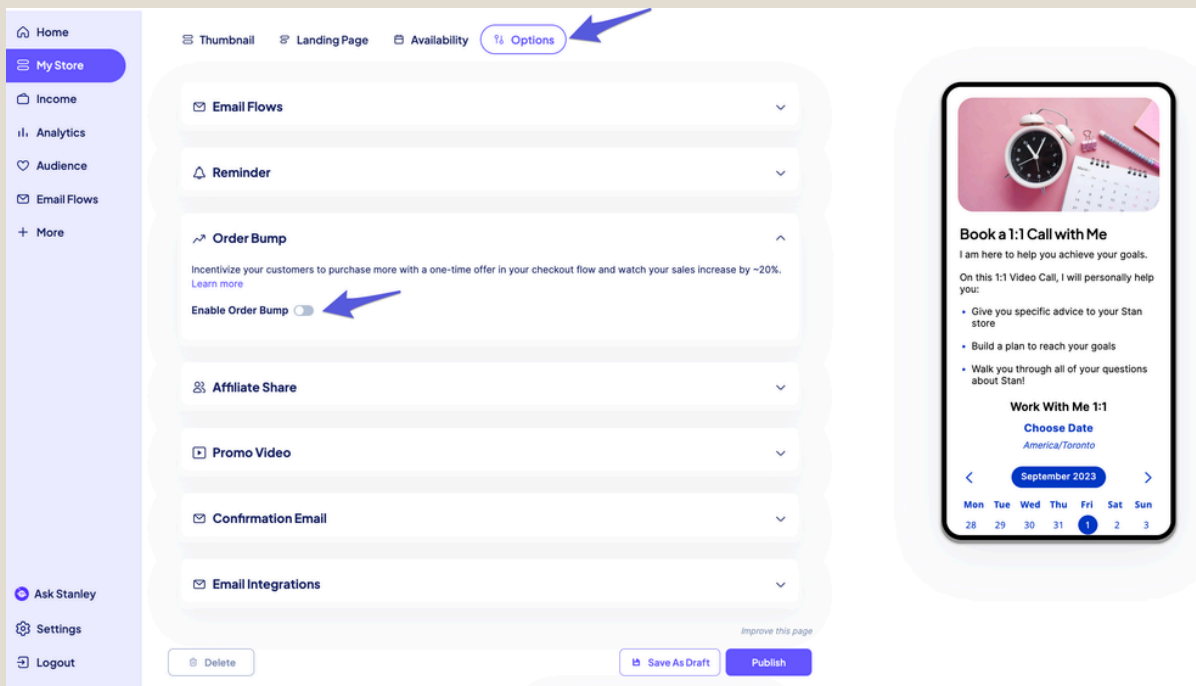 Home
My Store
Income
Analytics
Audience
Email Flows
More
Ask Stanley
Settings
Logout
Thumbnail
Landing Page
Availability
Options
Email Flows
Reminder
Order Bump
Incentivize your customers to purchase more with a one-time offer in your checkout flow and watch your sales increase by ~20%.
Learn more
Enable Order Bump
Affiliate Share
Promo Video
Confirmation Email
Email Integrations
Improve this page
Delete
Save As Draft
Publish
Book a 1:1 Call with Me
I am here to help you achieve your goals.
On this 1:1 Video Call, I will personally help
you:
• Give you specific advice to your Stan
store
• Build a plan to reach your goals
• Walk you through all of your questions
about Stan!
Work With Me 1:1
Choose Date
America/Toronto
September 2023
Mon Tue Wed Thu Fri Sat Sun
28 29 30 31 1 2 3